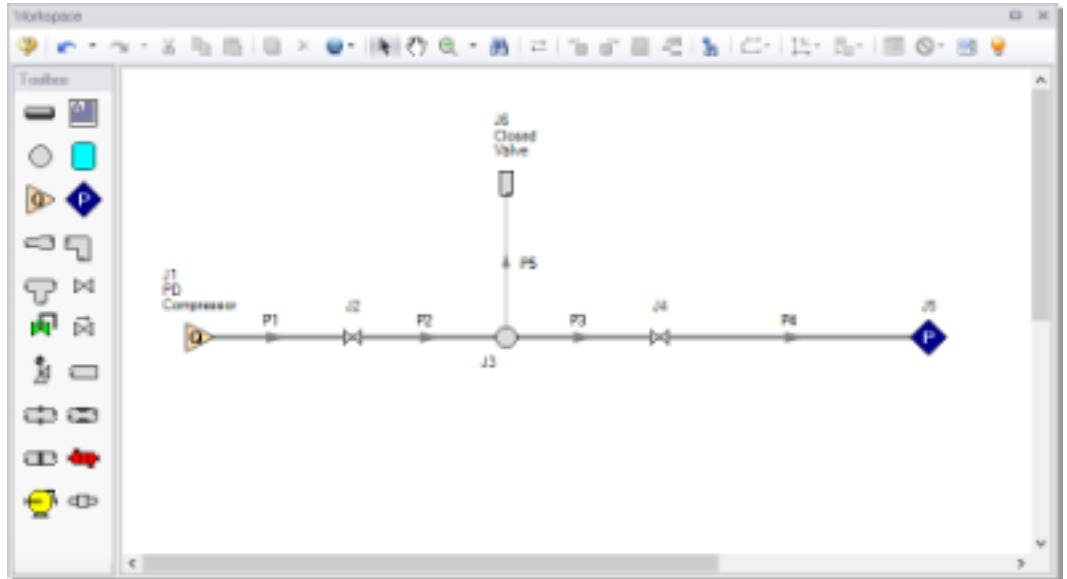 Workspace
Toolbox
J6
Closed
Valve
P5
J1
PD
Compressor
P1
J2
P2
P3
J4
P4
J5
Q
P
J3
Q
P